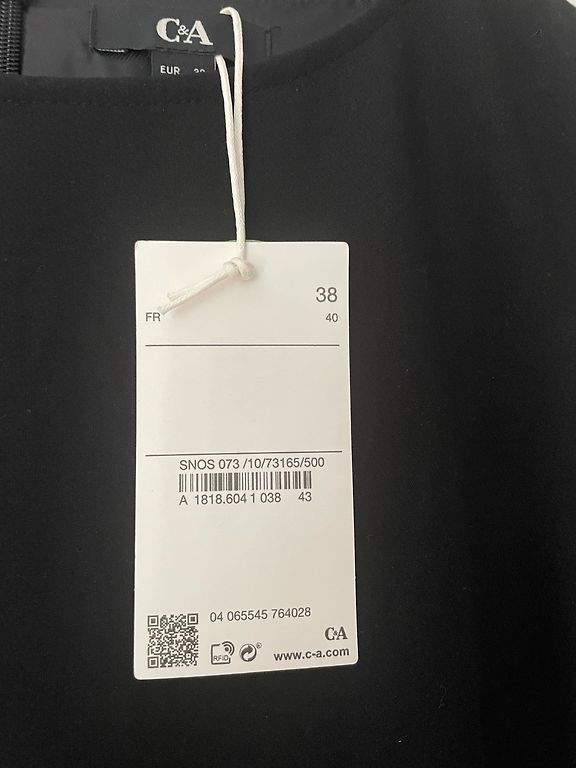 C&A
EUR
38
FR 40
SNOS 073 /10/73165/500
A 1818.604 1 038 43
04 065545 764028
C&A
RFID
www.c-a.com